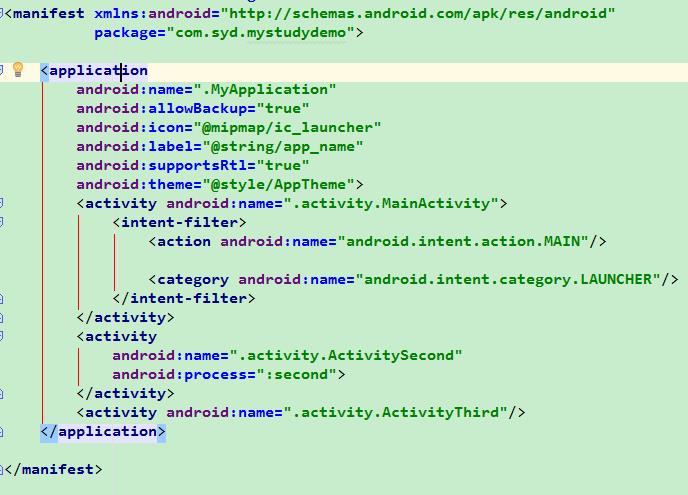 <manifest xmlns:android="http://schemas.android.com/apk/res/android"
package="com.syd.mystudydemo">
<application
android:name=".MyApplication"
android:allowBackup="true"
android:icon="@mipmap/ic_launcher"
android:label="@string/app_name"
android:supportsRtl="true"
android:theme="@style/AppTheme">
<activity android:name=".activity.MainActivity">
<intent-filter>
<action android:name="android.intent.action.MAIN"/>
<category android:name="android.intent.category.LAUNCHER"/>
</intent-filter>
</activity>
<activity
android:name=".activity.ActivitySecond"
android:process=":second">
</activity>
<activity android:name=".activity.ActivityThird"/>
</application>
</manifest>